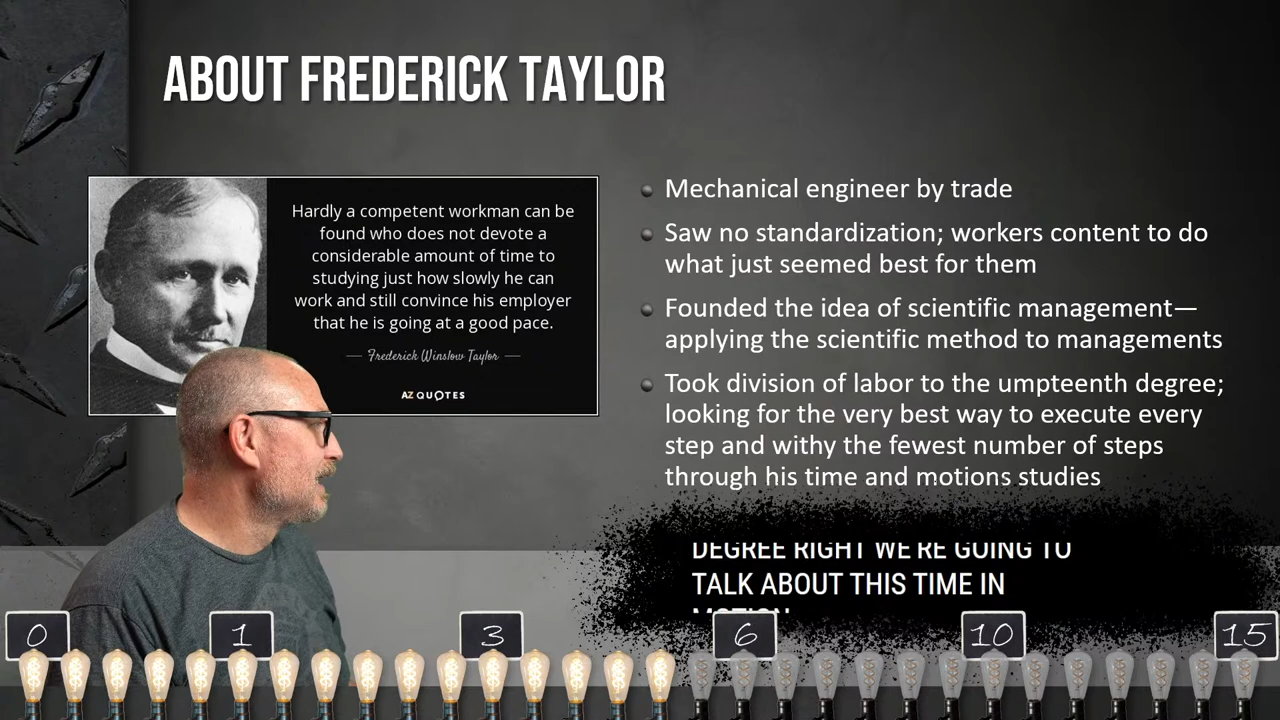 ABOUT FREDERICK TAYLOR
Hardly a competent workman can be
found who does not devote a
considerable amount of time to
studying just how slowly he can
work and still convince his employer
that he is going at a good pace.
Frederick Winslow Taylor
AZ QUOTES
Mechanical engineer by trade
Saw no standardization; workers content to do
what just seemed best for them
Founded the idea of scientific management—
applying the scientific method to managements
Took division of labor to the umpteenth degree;
looking for the very best way to execute every
step and withy the fewest number of steps
through his time and motions studies
DEGREE RIGHT WE'RE GOING TO
TALK ABOUT THIS TIME IN
0 1 3 6 10 15